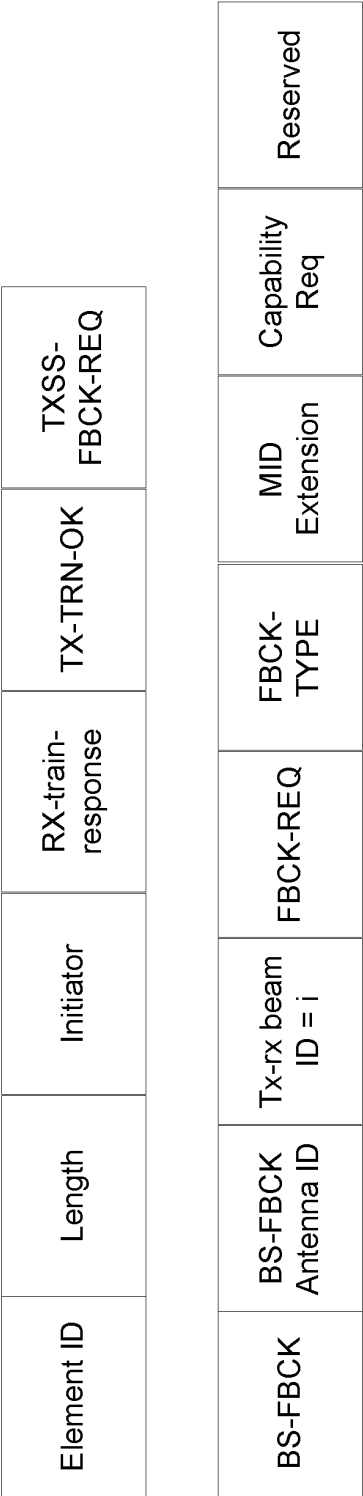 Element ID
Length
Initiator
RX-train-
response
TX-TRN-OK
TXSS-
FBCK-REQ
BS-FBCK
BS-FBCK
Antenna ID
Tx-rx beam
ID = i
FBCK-REQ
FBCK-
TYPE
MID
Extension
Capability
Req
Reserved